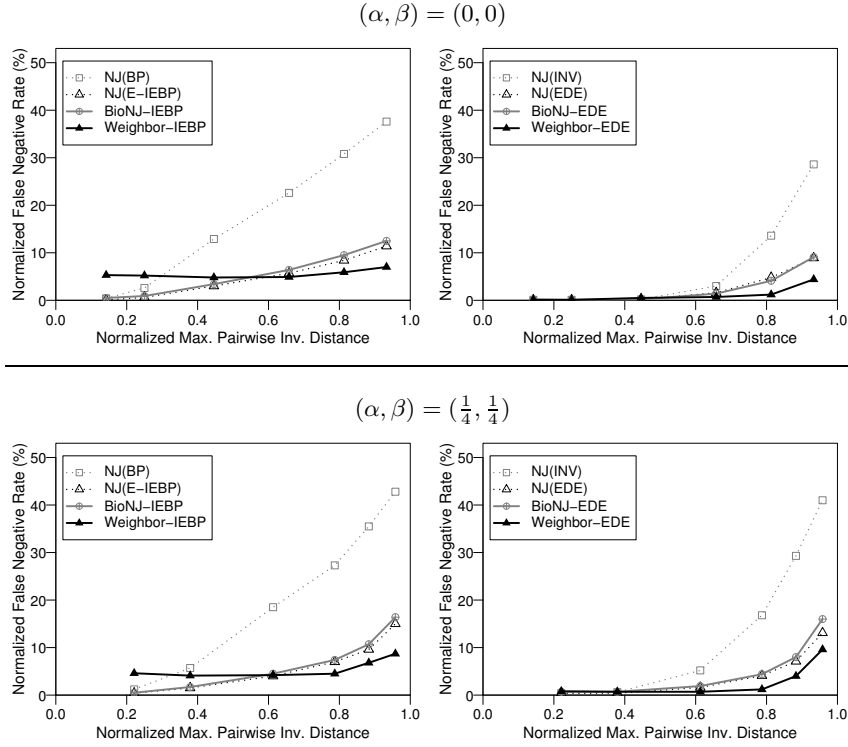 (α, β) = (0, 0)
Normalized False Negative Rate (%)
50
40
30
20
10
0
NJ(BP)
NJ(E−IEBP)
BioNJ−IEBP
Weighbor−IEBP
0.0 0.2 0.4 0.6 0.8 1.0
Normalized Max. Pairwise Inv. Distance
Normalized False Negative Rate (%)
50
40
30
20
10
0
NJ(INV)
NJ(EDE)
BioNJ−EDE
Weighbor−EDE
0.0 0.2 0.4 0.6 0.8 1.0
Normalized Max. Pairwise Inv. Distance
(α, β) = (1/4, 1/4)
Normalized False Negative Rate (%)
50
40
30
20
10
0
NJ(BP)
NJ(E−IEBP)
BioNJ−IEBP
Weighbor−IEBP
0.0 0.2 0.4 0.6 0.8 1.0
Normalized Max. Pairwise Inv. Distance
Normalized False Negative Rate (%)
50
40
30
20
10
0
NJ(INV)
NJ(EDE)
BioNJ−EDE
Weighbor−EDE
0.0 0.2 0.4 0.6 0.8 1.0
Normalized Max. Pairwise Inv. Distance